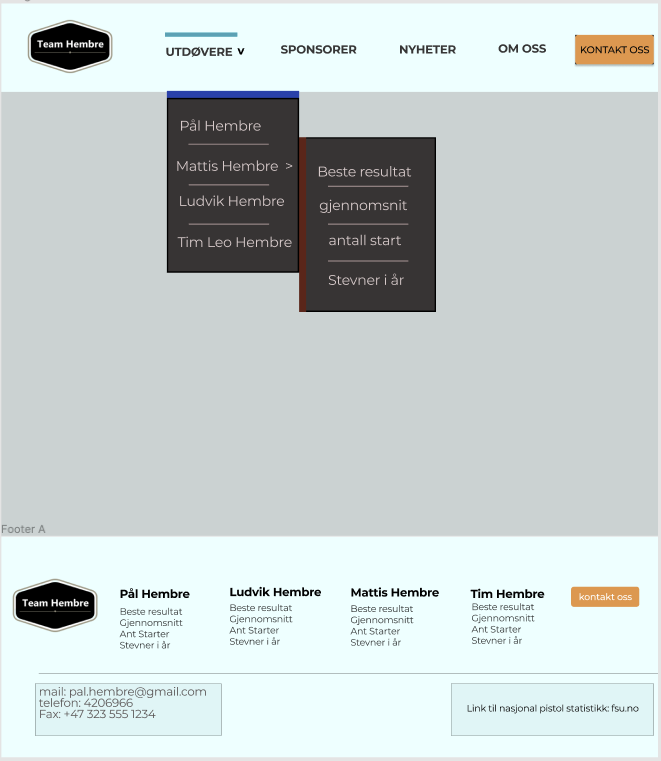 Team Hembre
UTDØVERE v
SPONSORER
NYHETER
OM OSS
KONTAKT OSS
Pål Hembre
Mattis Hembre >
Ludvik Hembre
Tim Leo Hembre
Beste resultat
gjennomsnit
antall start
Stevner i år
Footer A
Team Hembre
Pål Hembre
Beste resultat
Gjennomsnitt
Ant Starter
Stevner i år
Ludvik Hembre
Beste resultat
Gjennomsnitt
Ant Starter
Stevner i år
Mattis Hembre
Beste resultat
Gjennomsnitt
Ant Starter
Stevner i år
Tim Hembre
Beste resultat
Gjennomsnitt
Ant Starter
Stevner i år
kontakt oss
mail: pal.hembre@gmail.com
telefon: 4206966
Fax: +47 323 555 1234
Link til nasjonal pistol statistikk: fsu.no